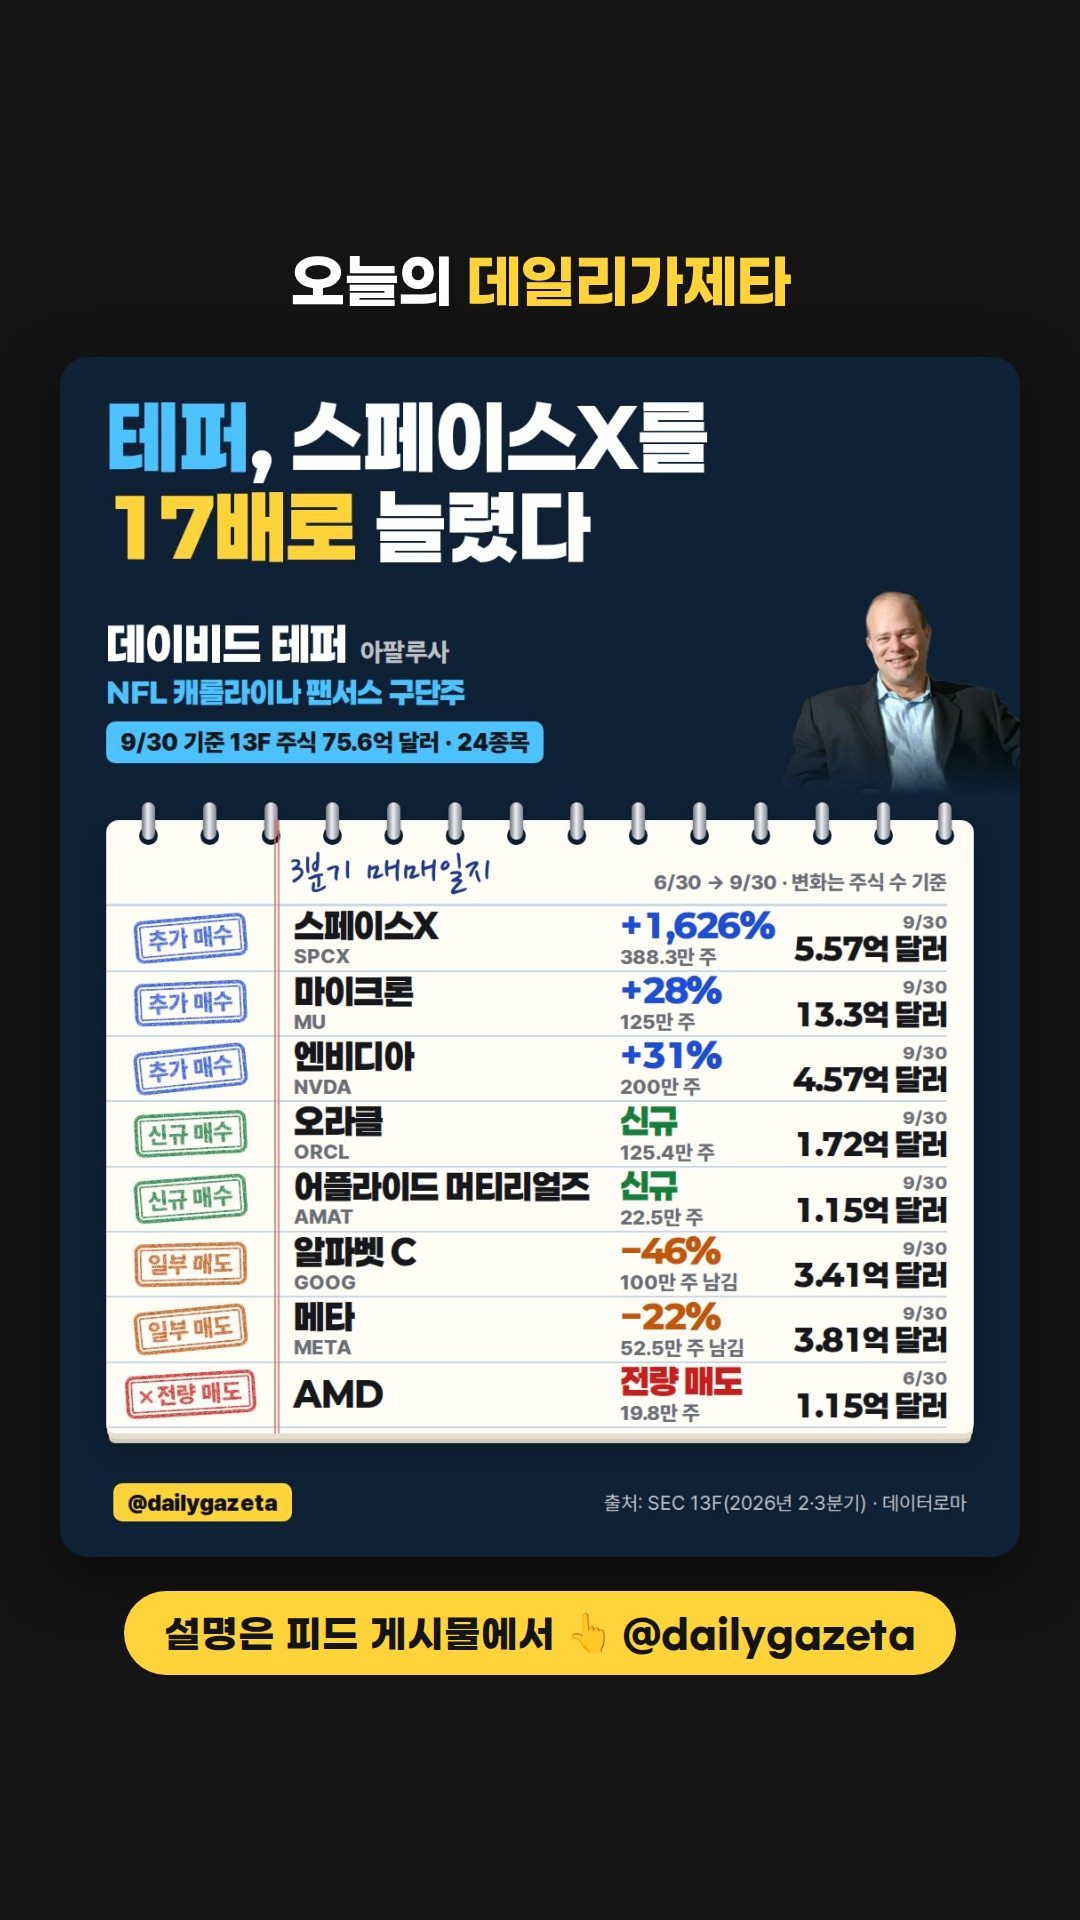 오늘의 데일리가제타
테퍼, 스페이스X를
17배로 늘렸다
데이비드 테퍼 아팔루사
NFL 캐롤라이나 팬서스 구단주
9/30 기준 13F 주식 75.6억 달러 · 24종목
3분기 매매일지
6/30 → 9/30 · 변화는 주식 수 기준
추가 매수 스페이스X +1,626% 9/30
SPCX 388.3만 주 5.57억 달러
추가 매수 마이크론 +28% 9/30
MU 125만 주 13.3억 달러
추가 매수 엔비디아 +31% 9/30
NVDA 200만 주 4.57억 달러
신규 매수 오라클 신규 9/30
ORCL 125.4만 주 1.72억 달러
신규 매수 어플라이드 머티리얼즈 신규 9/30
AMAT 22.5만 주 1.15억 달러
일부 매도 알파벳 C −46% 9/30
GOOG 100만 주 남김 3.41억 달러
일부 매도 메타 −22% 9/30
META 52.5만 주 남김 3.81억 달러
×전량 매도 AMD 전량 매도 6/30
19.8만 주 1.15억 달러
@dailygazeta
출처: SEC 13F(2026년 2·3분기) · 데이터로마
설명은 피드 게시물에서 👆 @dailygazeta